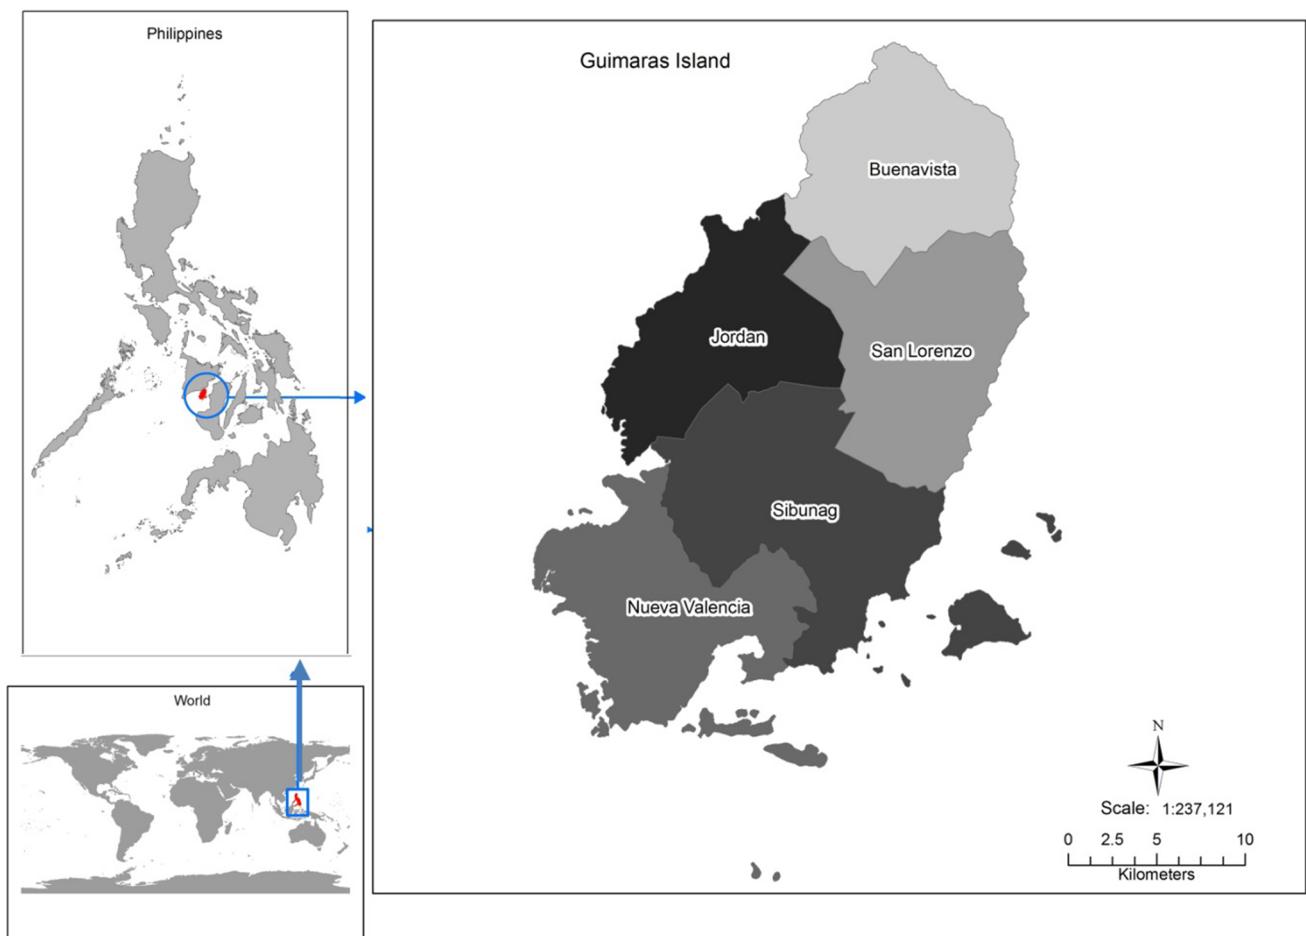 Philippines
Guimaras Island
Buenavista
Jordan
San Lorenzo
Sibunag
Nueva Valencia
World
N
Scale: 1:237,121
0 2.5 5 10
Kilometers